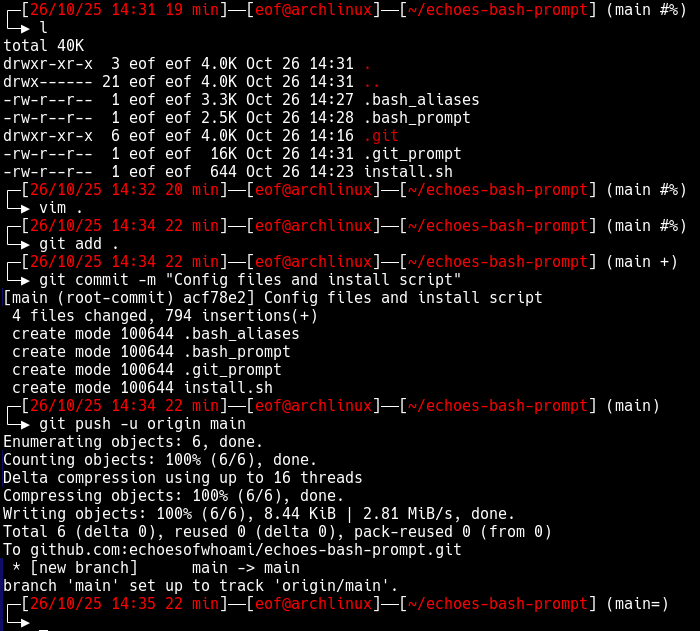 ┌─[26/10/25 14:31 19 min]──[eof@archlinux]──[~/echoes-bash-prompt] (main #%)
└─▶ l
total 40K
drwxr-xr-x  3 eof eof 4.0K Oct 26 14:31 .
drwx------ 21 eof eof 4.0K Oct 26 14:31 ..
-rw-r--r--  1 eof eof 3.3K Oct 26 14:27 .bash_aliases
-rw-r--r--  1 eof eof 2.5K Oct 26 14:28 .bash_prompt
drwxr-xr-x  6 eof eof 4.0K Oct 26 14:16 .git
-rw-r--r--  1 eof eof  16K Oct 26 14:31 .git_prompt
-rw-r--r--  1 eof eof  644 Oct 26 14:23 install.sh
┌─[26/10/25 14:32 20 min]──[eof@archlinux]──[~/echoes-bash-prompt] (main #%)
└─▶ vim .
┌─[26/10/25 14:34 22 min]──[eof@archlinux]──[~/echoes-bash-prompt] (main #%)
└─▶ git add .
┌─[26/10/25 14:34 22 min]──[eof@archlinux]──[~/echoes-bash-prompt] (main +)
└─▶ git commit -m "Config files and install script"
[main (root-commit) acf78e2] Config files and install script
 4 files changed, 794 insertions(+)
 create mode 100644 .bash_aliases
 create mode 100644 .bash_prompt
 create mode 100644 .git_prompt
 create mode 100644 install.sh
┌─[26/10/25 14:34 22 min]──[eof@archlinux]──[~/echoes-bash-prompt] (main)
└─▶ git push -u origin main
Enumerating objects: 6, done.
Counting objects: 100% (6/6), done.
Delta compression using up to 16 threads
Compressing objects: 100% (6/6), done.
Writing objects: 100% (6/6), 8.44 KiB | 2.81 MiB/s, done.
Total 6 (delta 0), reused 0 (delta 0), pack-reused 0 (from 0)
To github.com:echoesofwhoami/echoes-bash-prompt.git
 * [new branch]      main -> main
branch 'main' set up to track 'origin/main'.
┌─[26/10/25 14:35 22 min]──[eof@archlinux]──[~/echoes-bash-prompt] (main=)
└─▶